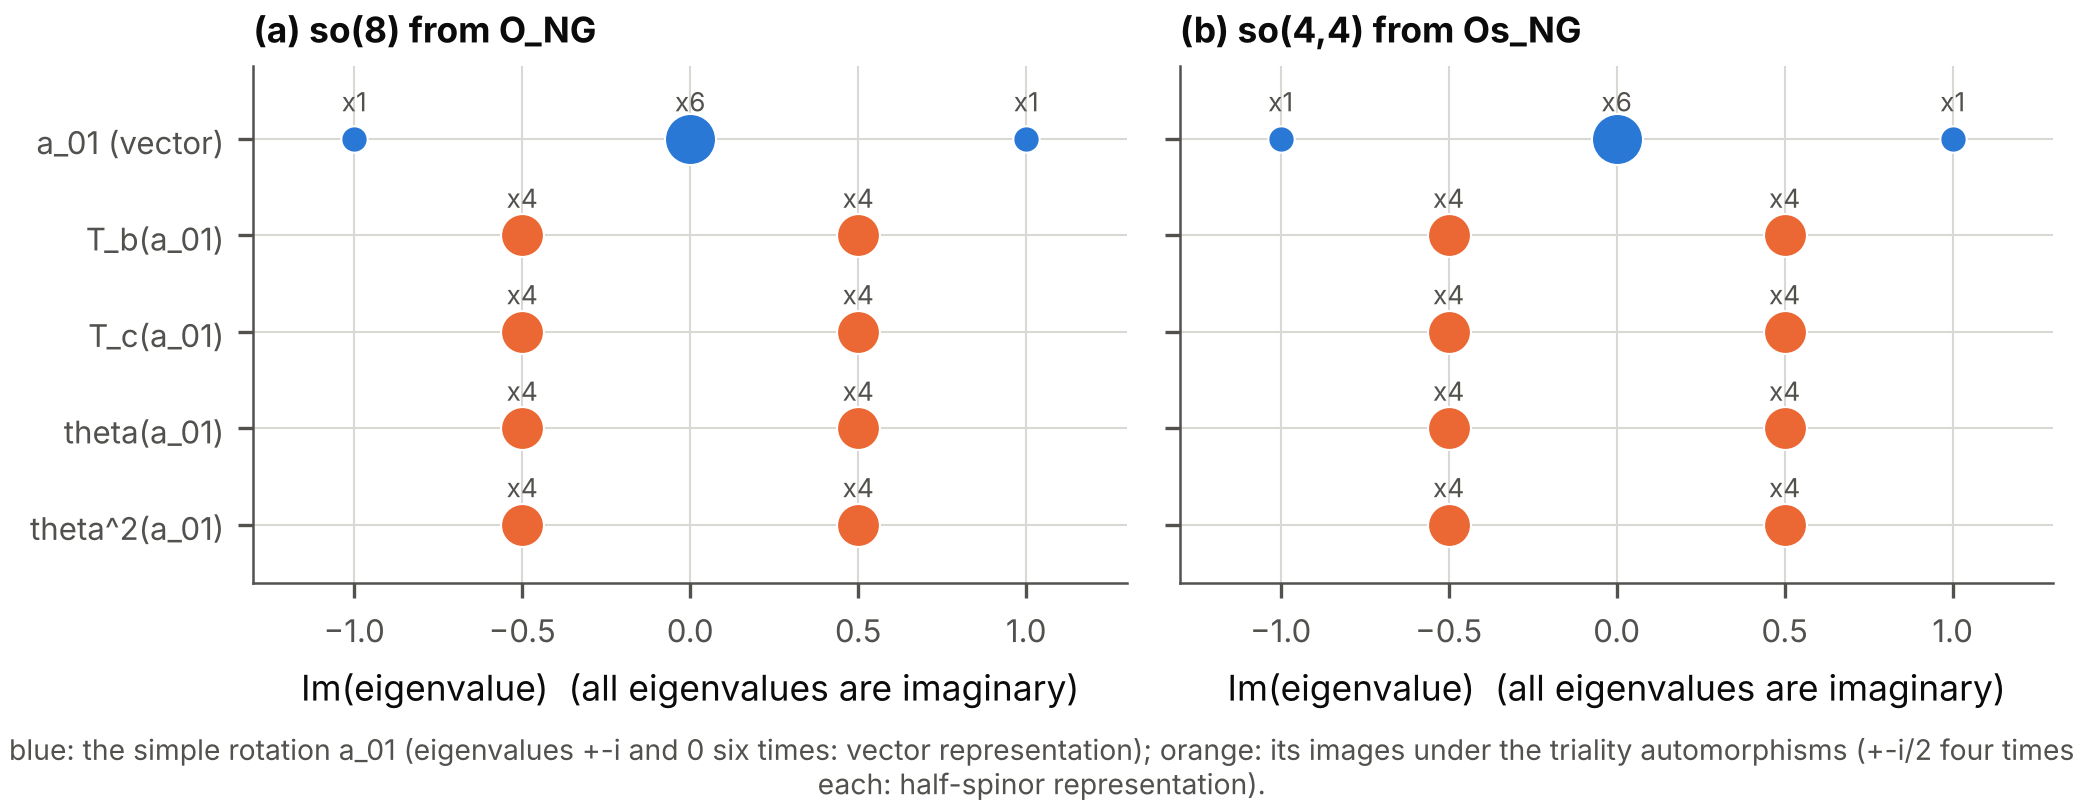 (a) so(8) from O_NG
x1 x6 x1
a_01 (vector)
x4 x4
T_b(a_01)
x4 x4
T_c(a_01)
x4 x4
theta(a_01)
x4 x4
theta^2(a_01)
−1.0 −0.5 0.0 0.5 1.0
Im(eigenvalue) (all eigenvalues are imaginary)
(b) so(4,4) from Os_NG
x1 x6 x1
x4 x4
x4 x4
x4 x4
x4 x4
−1.0 −0.5 0.0 0.5 1.0
Im(eigenvalue) (all eigenvalues are imaginary)
blue: the simple rotation a_01 (eigenvalues +-i and 0 six times: vector representation); orange: its images under the triality automorphisms (+-i/2 four times
each: half-spinor representation).